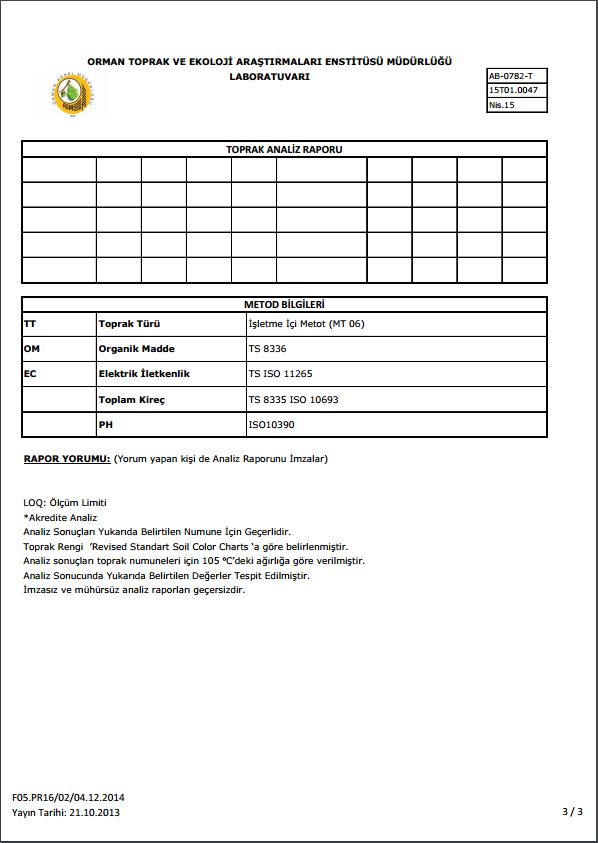 ORMAN TOPRAK VE EKOLOJİ ARAŞTIRMALARI ENSTİTÜSÜ MÜDÜRLÜĞÜ
LABORATUVARI
AB-0782-T
15T01.0047
Nis.15
TOPRAK ANALİZ RAPORU
METOD BİLGİLERİ
TT Toprak Türü İşletme İçi Metot (MT 06)
OM Organik Madde TS 8336
EC Elektrik İletkenlik TS ISO 11265
Toplam Kireç TS 8335 ISO 10693
PH ISO10390
RAPOR YORUMU: (Yorum yapan kişi de Analiz Raporunu İmzalar)
LOQ: Ölçüm Limiti
*Akredite Analiz
Analiz Sonuçları Yukarıda Belirtilen Numune İçin Geçerlidir.
Toprak Rengi ’Revised Standart Soil Color Charts ‘a göre belirlenmiştir.
Analiz sonuçları toprak numuneleri için 105 °C’deki ağırlığa göre verilmiştir.
Analiz Sonucunda Yukarıda Belirtilen Değerler Tespit Edilmiştir.
İmzasız ve mühürsüz analiz raporları geçersizdir.
F05.PR16/02/04.12.2014
Yayın Tarihi: 21.10.2013
3 / 3